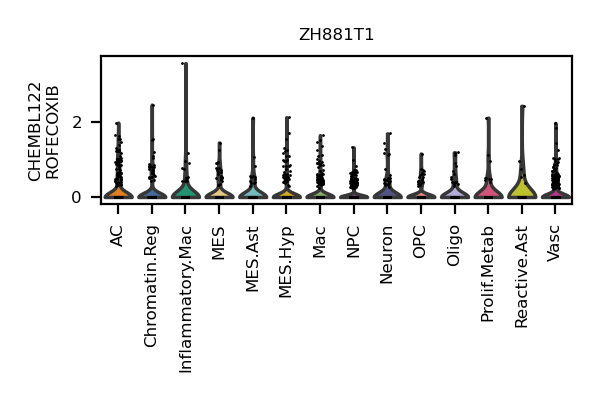 ZH881T1
CHEMBL122
ROFECOXIB
2
0
AC
Chromatin.Reg
Inflammatory.Mac
MES
MES.Ast
MES.Hyp
Mac
NPC
Neuron
OPC
Oligo
Prolif.Metab
Reactive.Ast
Vasc